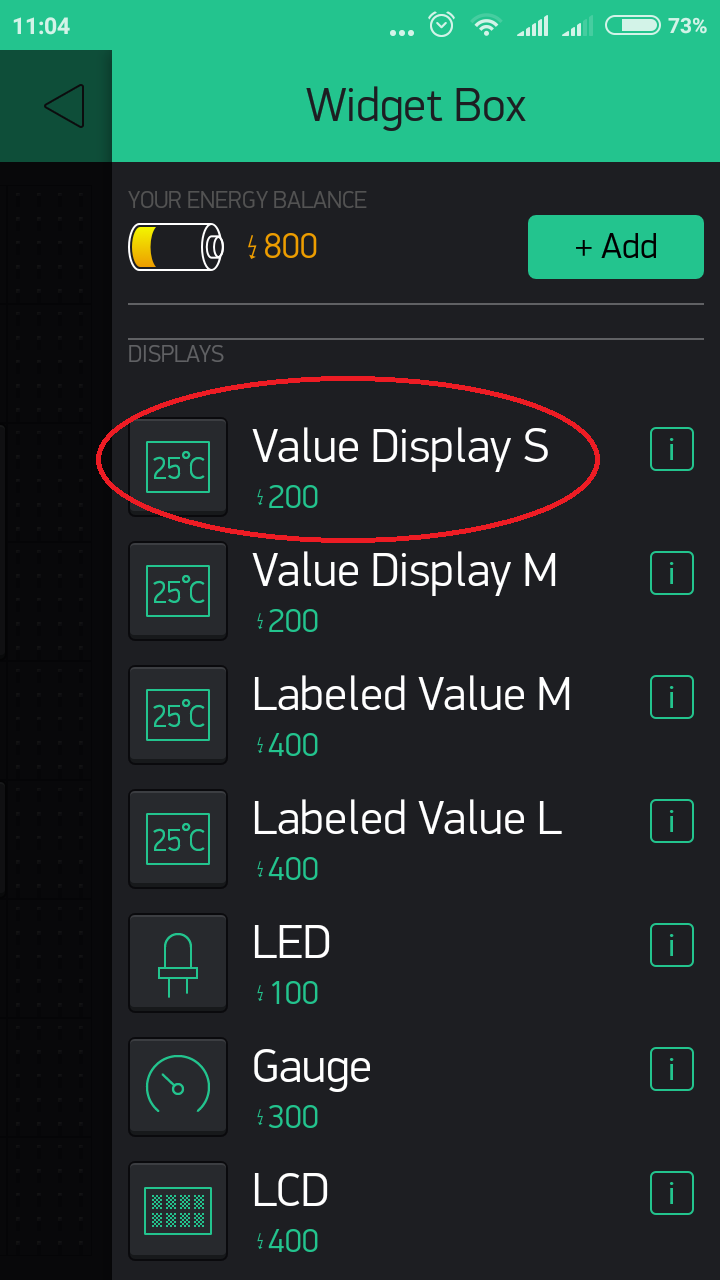 11:04
73%
Widget Box
YOUR ENERGY BALANCE
800
+ Add
DISPLAYS
25°C
Value Display S
200
i
25°C
Value Display M
200
i
25°C
Labeled Value M
400
i
25°C
Labeled Value L
400
i
LED
100
i
Gauge
300
i
LCD
400
i